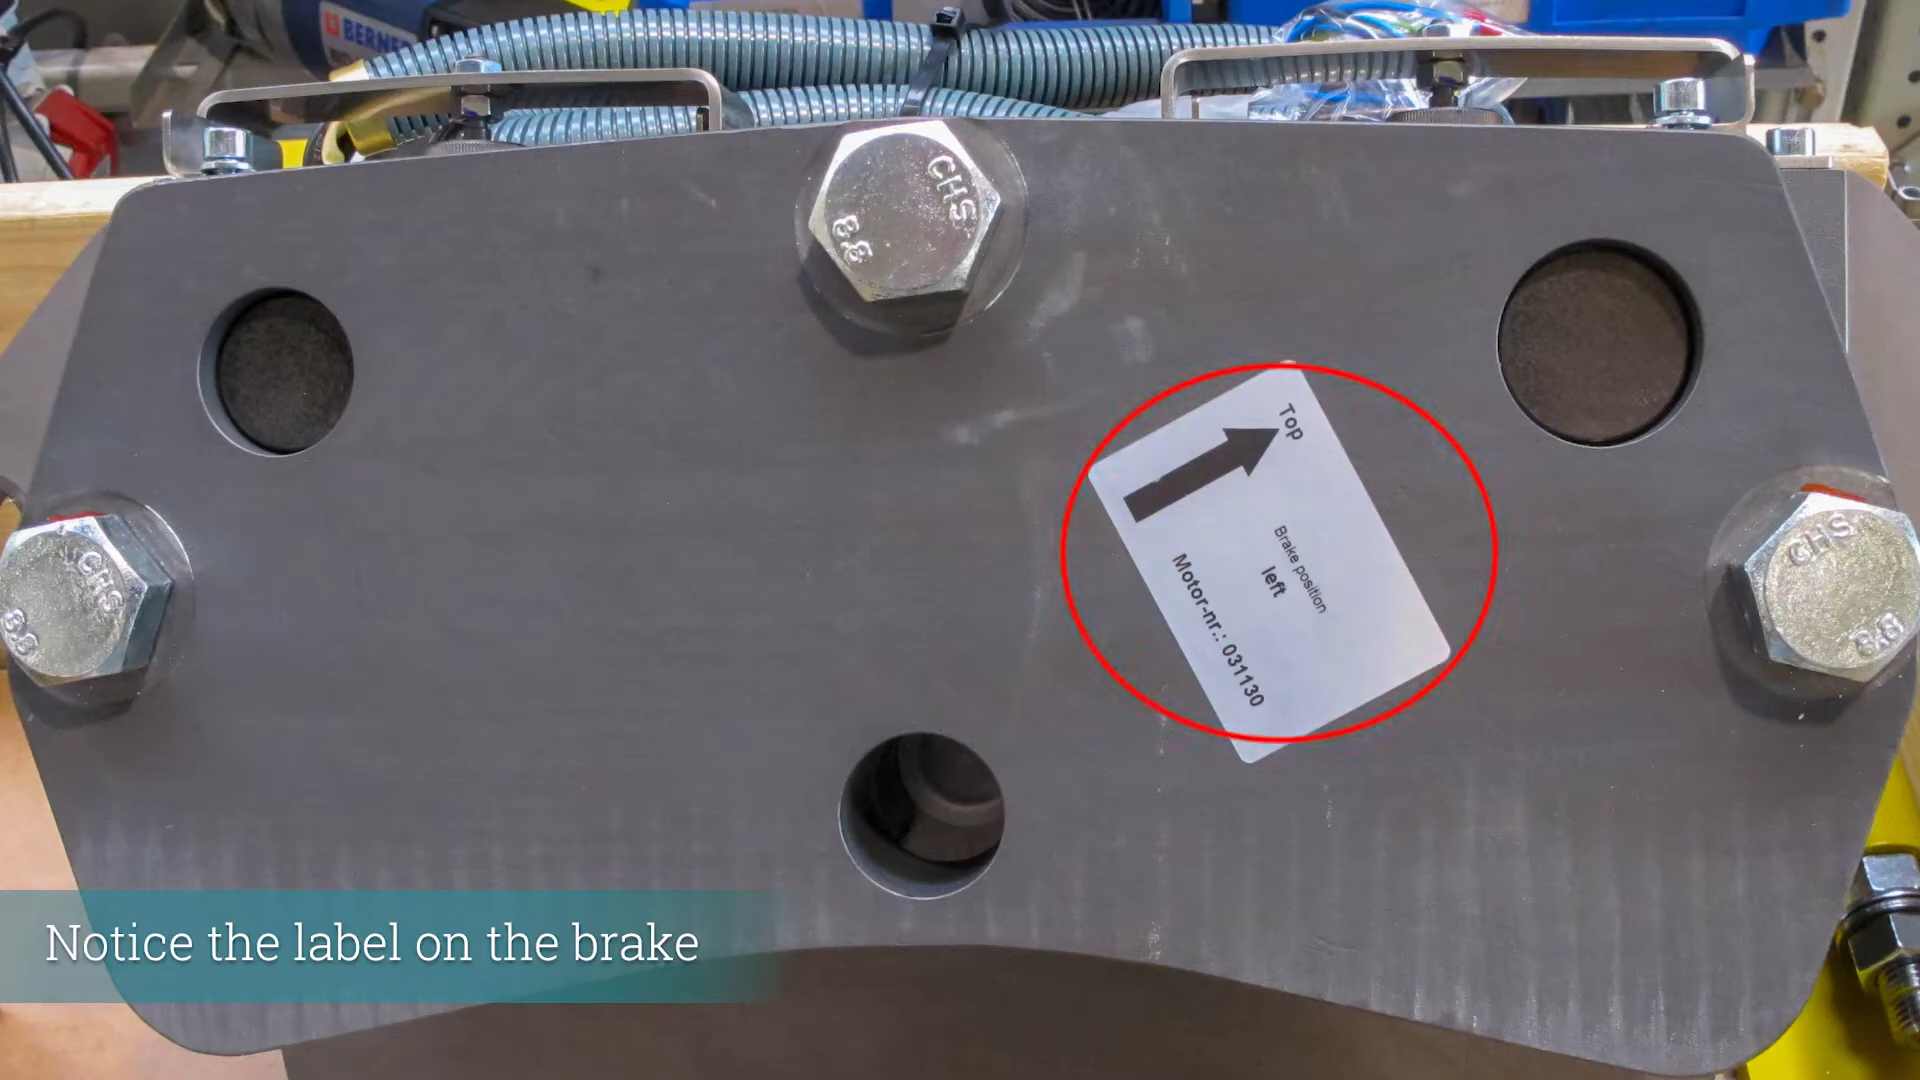 BERNER
CHS
8.8
Top
Brake position
left
Motor-nr.: 031130
CHS
8.8
CHS
8.8
Notice the label on the brake